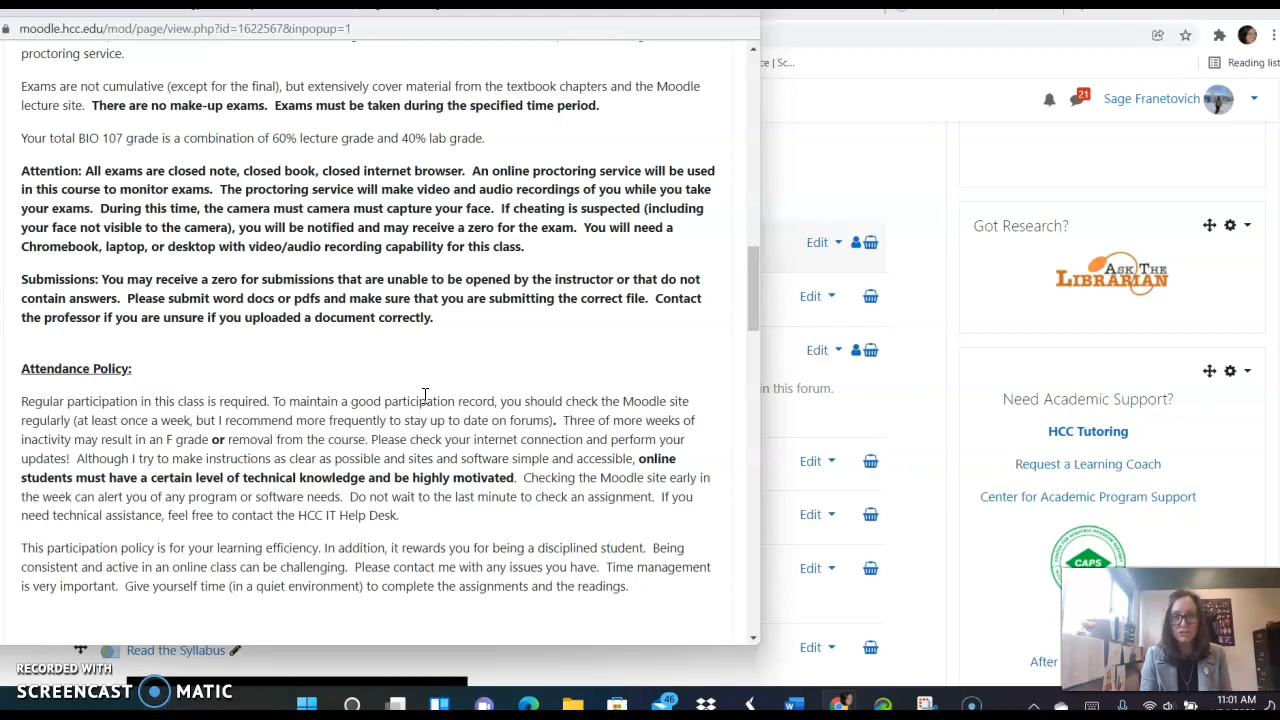 moodle.hcc.edu/mod/page/view.php?id=1622567&inpopup=1
proctoring service.
Exams are not cumulative (except for the final), but extensively cover material from the textbook chapters and the Moodle
lecture site. There are no make-up exams. Exams must be taken during the specified time period.
Your total BIO 107 grade is a combination of 60% lecture grade and 40% lab grade.
Attention: All exams are closed note, closed book, closed internet browser. An online proctoring service will be used
in this course to monitor exams. The proctoring service will make video and audio recordings of you while you take
your exams. During this time, the camera must camera must capture your face. If cheating is suspected (including
your face not visible to the camera), you will be notified and may receive a zero for the exam. You will need a
Chromebook, laptop, or desktop with video/audio recording capability for this class.
Submissions: You may receive a zero for submissions that are unable to be opened by the instructor or that do not
contain answers. Please submit word docs or pdfs and make sure that you are submitting the correct file. Contact
the professor if you are unsure if you uploaded a document correctly.
Attendance Policy:
Regular participation in this class is required. To maintain a good participation record, you should check the Moodle site
regularly (at least once a week, but I recommend more frequently to stay up to date on forums). Three of more weeks of
inactivity may result in an F grade or removal from the course. Please check your internet connection and perform your
updates! Although I try to make instructions as clear as possible and sites and software simple and accessible, online
students must have a certain level of technical knowledge and be highly motivated. Checking the Moodle site early in
the week can alert you of any program or software needs. Do not wait to the last minute to check an assignment. If you
need technical assistance, feel free to contact the HCC IT Help Desk.
This participation policy is for your learning efficiency. In addition, it rewards you for being a disciplined student. Being
consistent and active in an online class can be challenging. Please contact me with any issues you have. Time management
is very important. Give yourself time (in a quiet environment) to complete the assignments and the readings.
Read the Syllabus
RECORDED WITH
SCREENCAST MATIC
ce | Sc...
Reading list
21
Sage Franetovich
Edit
Edit
Edit
in this forum.
Edit
Edit
Edit
Edit
Got Research?
ASK THE
LIBRARIAN
Need Academic Support?
HCC Tutoring
Request a Learning Coach
Center for Academic Program Support
CAPS
After
46
11:01 AM